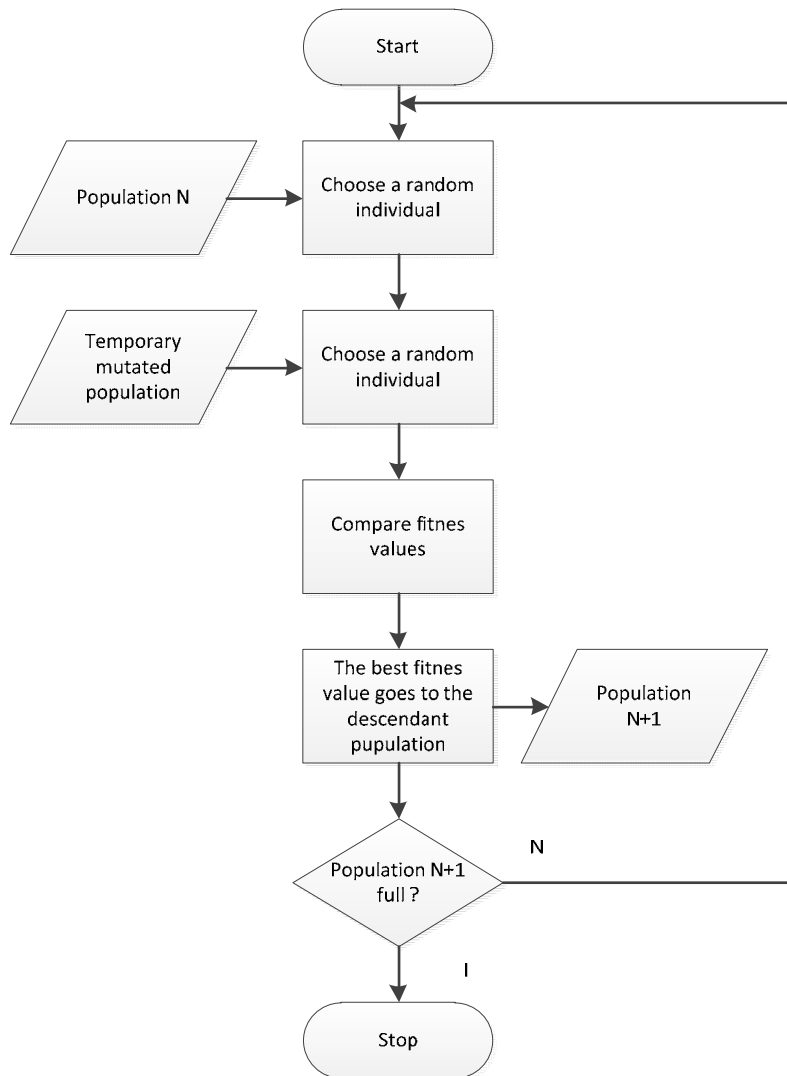 Start
Population N
Choose a random
individual
Temporary
mutated
population
Choose a random
individual
Compare fitnes
values
The best fitnes
value goes to the
descendant
pupulation
Population
N+1
Population N+1
full ?
N
I
Stop